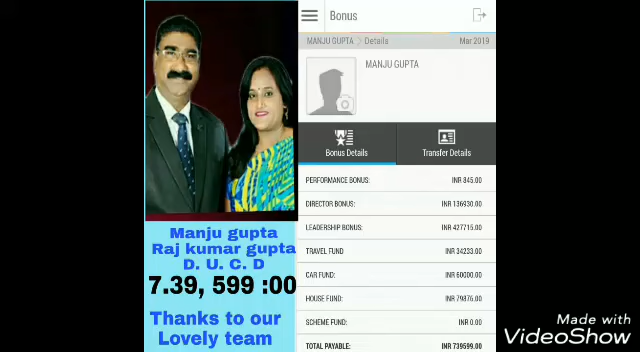 Manju gupta
Raj kumar gupta
D. U. C. D
7.39, 599 :00
Thanks to our
Lovely team
Bonus
MANJU GUPTA > Details Mar 2019
MANJU GUPTA
Bonus Details Transfer Details
PERFORMANCE BONUS: INR 845.00
DIRECTOR BONUS: INR 136930.00
LEADERSHIP BONUS: INR 427715.00
TRAVEL FUND INR 34233.00
CAR FUND: INR 60000.00
HOUSE FUND: INR 79876.00
SCHEME FUND: INR 0.00
TOTAL PAYABLE: INR 739599.00
Made with
VideoShow